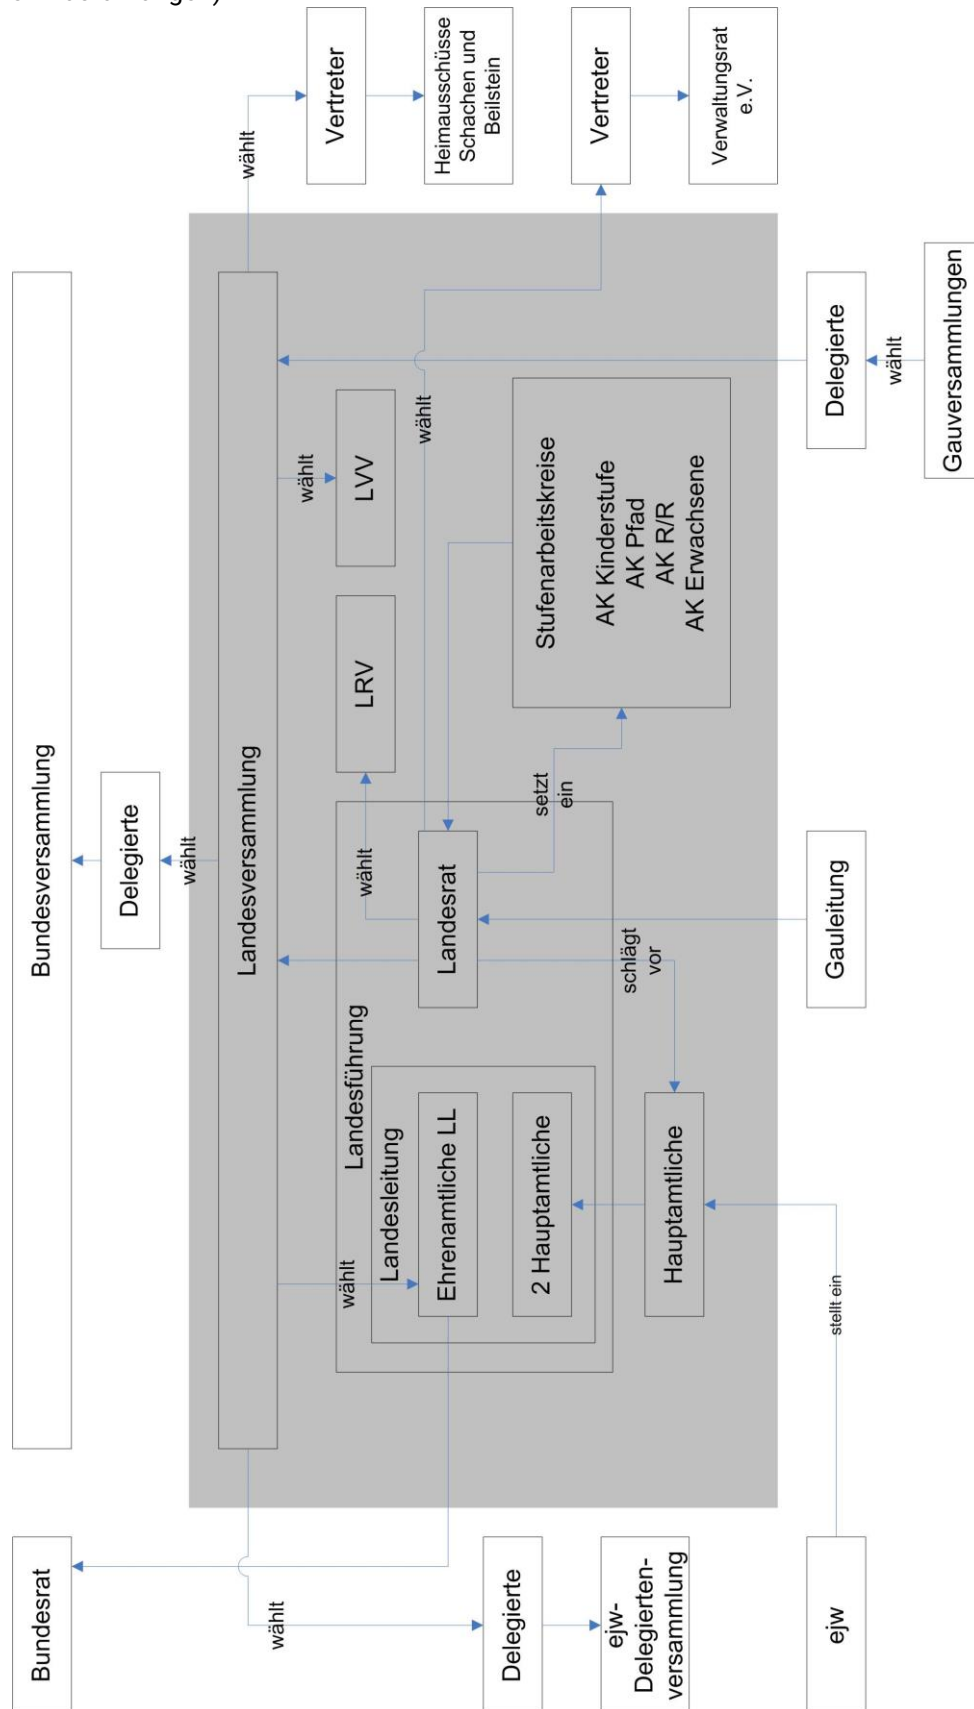 Bundesrat
Bundesversammlung
Delegierte
wählt
Landesversammlung
wählt
wählt
wählt
wählt
Vertreter
Landesführung
Landesleitung
LRV
LVV
wählt
wählt
Ehrenamtliche LL
Landesrat
Heimausschüsse
Schachen und
Beilstein
Delegierte
2 Hauptamtliche
setzt
ein
Stufenarbeitskreise
AK Kinderstufe
AK Pfad
AK R/R
AK Erwachsene
Vertreter
ejw-
Delegierten-
versammlung
schlägt
vor
Hauptamtliche
Verwaltungsrat
e.V.
ejw
stellt ein
Gauleitung
Delegierte
wählt
Gauversammlungen